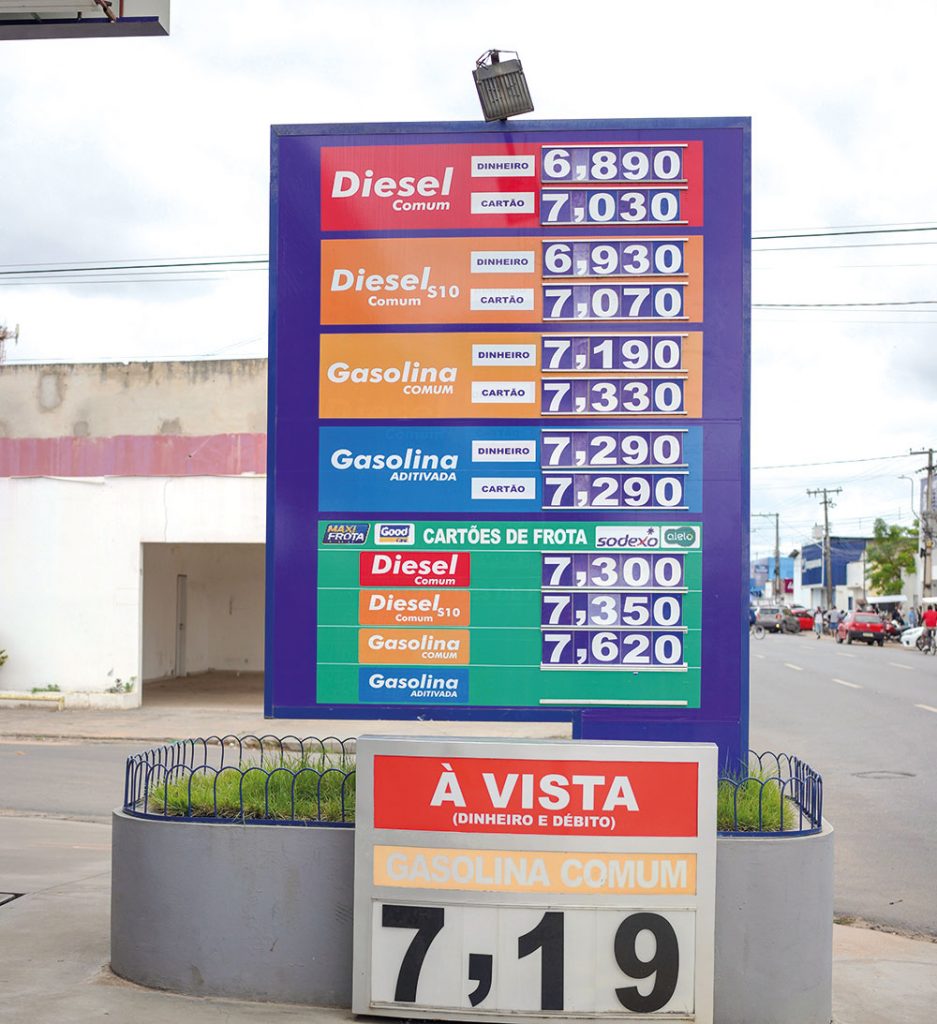 Diesel DINHEIRO 6,890
Comum CARTÃO 7,030
Diesel S10 DINHEIRO 6,930
Comum CARTÃO 7,070
Gasolina DINHEIRO 7,190
COMUM CARTÃO 7,330
Gasolina DINHEIRO 7,290
ADITIVADA CARTÃO 7,290
MAXI FROTA Good CARTÕES DE FROTA sodexo alelo
Diesel Comum 7,300
Diesel S10 Comum 7,350
Gasolina COMUM 7,620
Gasolina ADITIVADA
À VISTA
(DINHEIRO E DÉBITO)
GASOLINA COMUM
7,19